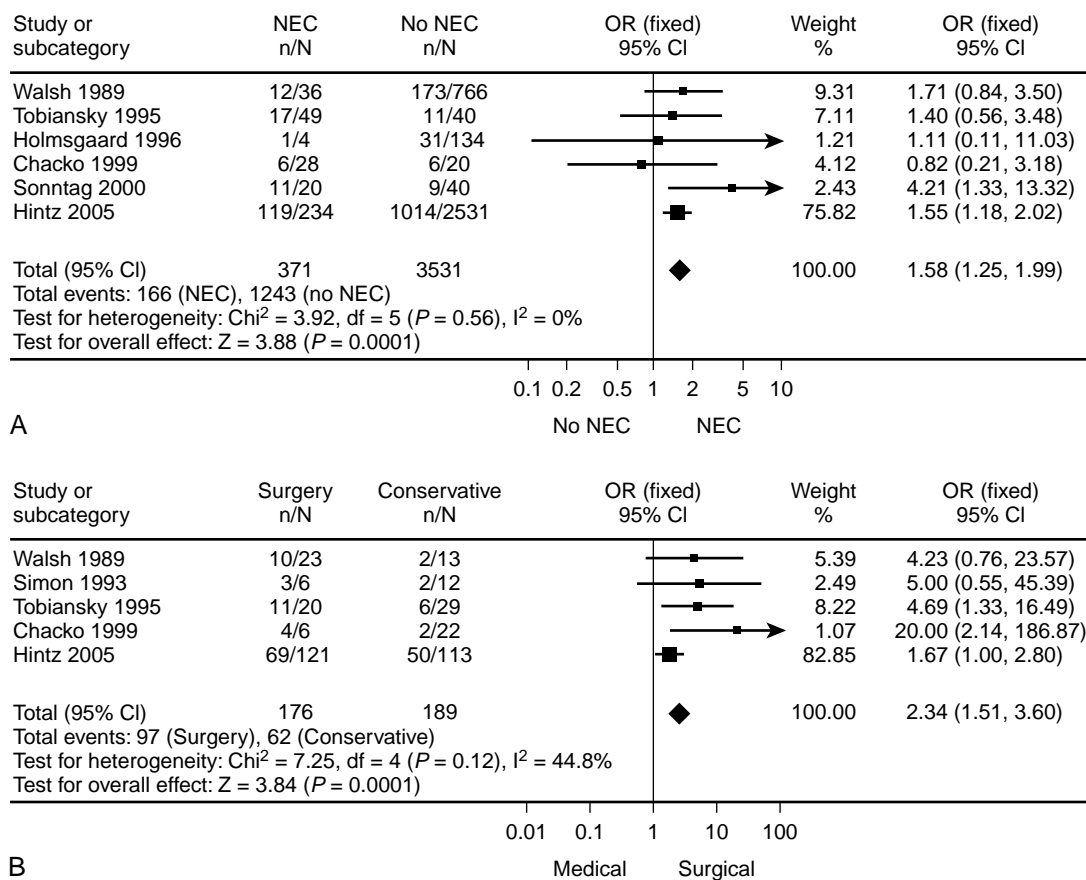 Study or NEC No NEC OR (fixed) Weight OR (fixed)
subcategory n/N n/N 95% CI % 95% CI
Walsh 1989 12/36 173/766 9.31 1.71 (0.84, 3.50)
Tobiansky 1995 17/49 11/40 7.11 1.40 (0.56, 3.48)
Holmsgaard 1996 1/4 31/134 1.21 1.11 (0.11, 11.03)
Chacko 1999 6/28 6/20 4.12 0.82 (0.21, 3.18)
Sonntag 2000 11/20 9/40 2.43 4.21 (1.33, 13.32)
Hintz 2005 119/234 1014/2531 75.82 1.55 (1.18, 2.02)
Total (95% CI) 371 3531 100.00 1.58 (1.25, 1.99)
Total events: 166 (NEC), 1243 (no NEC)
Test for heterogeneity: Chi² = 3.92, df = 5 (P = 0.56), I² = 0%
Test for overall effect: Z = 3.88 (P = 0.0001)
0.1 0.2 0.5 1 2 5 10
No NEC NEC
A
Study or Surgery Conservative OR (fixed) Weight OR (fixed)
subcategory n/N n/N 95% CI % 95% CI
Walsh 1989 10/23 2/13 5.39 4.23 (0.76, 23.57)
Simon 1993 3/6 2/12 2.49 5.00 (0.55, 45.39)
Tobiansky 1995 11/20 6/29 8.22 4.69 (1.33, 16.49)
Chacko 1999 4/6 2/22 1.07 20.00 (2.14, 186.87)
Hintz 2005 69/121 50/113 82.85 1.67 (1.00, 2.80)
Total (95% CI) 176 189 100.00 2.34 (1.51, 3.60)
Total events: 97 (Surgery), 62 (Conservative)
Test for heterogeneity: Chi² = 7.25, df = 4 (P = 0.12), I² = 44.8%
Test for overall effect: Z = 3.84 (P = 0.0001)
0.01 0.1 1 10 100
Medical Surgical
B